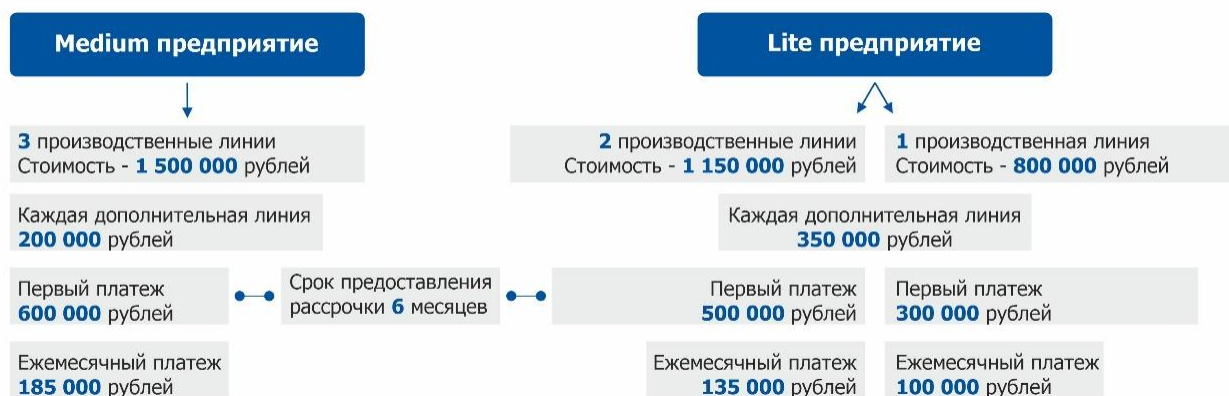 Medium предприятие
3 производственные линии
Стоимость - 1 500 000 рублей
Каждая дополнительная линия
200 000 рублей
Первый платеж
600 000 рублей
Ежемесячный платеж
185 000 рублей
Срок предоставления
рассрочки 6 месяцев
Lite предприятие
2 производственные линии
Стоимость - 1 150 000 рублей
1 производственная линия
Стоимость - 800 000 рублей
Каждая дополнительная линия
350 000 рублей
Первый платеж
500 000 рублей
Первый платеж
300 000 рублей
Ежемесячный платеж
135 000 рублей
Ежемесячный платеж
100 000 рублей